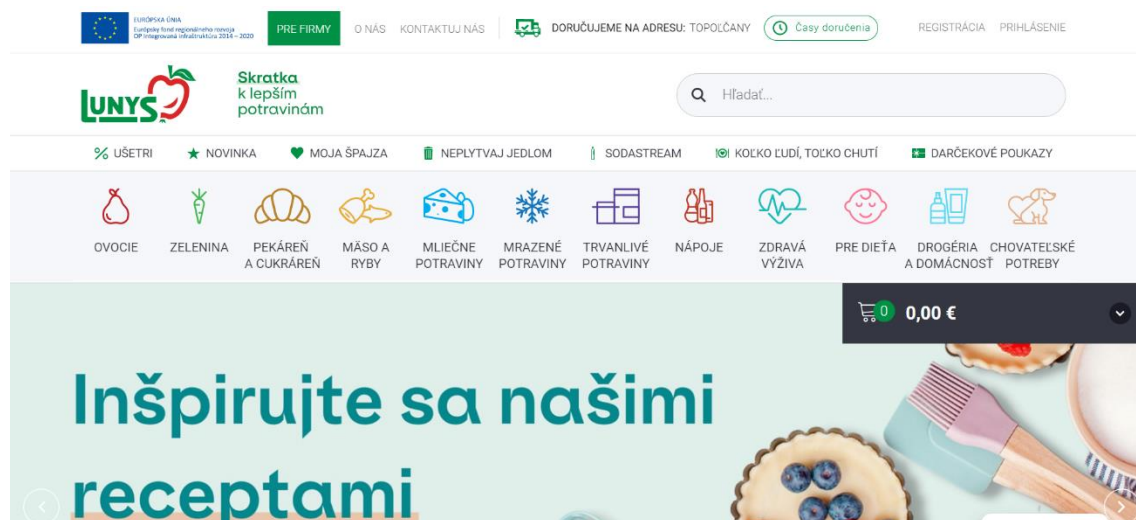 EURÓPSKA ÚNIA
Európsky fond regionálneho rozvoja
OP Integrovaná infraštruktúra 2014 – 2020
PRE FIRMY
O NÁS
KONTAKTUJ NÁS
DORUČUJEME NA ADRESU: TOPOĽČANY
Časy doručenia
REGISTRÁCIA
PRIHLÁSENIE
LUNYS
Skratka
k lepším
potravinám
Hľadať...
UŠETRI
NOVINKA
MOJA ŠPAJZA
NEPLYTVAJ JEDLOM
SODASTREAM
KOĽKO ĽUDÍ, TOĽKO CHUTÍ
DARČEKOVÉ POUKAZY
OVOCIE
ZELENINA
PEKÁREŇ
A CUKRÁREŇ
MÄSO A
RYBY
MLIEČNE
POTRAVINY
MRAZENÉ
POTRAVINY
TRVANLIVÉ
POTRAVINY
NÁPOJE
ZDRAVÁ
VÝŽIVA
PRE DIEŤA
DROGÉRIA
A DOMÁCNOSŤ
CHOVATEĽSKÉ
POTREBY
0
0,00 €
Inšpirujte sa našimi
receptami